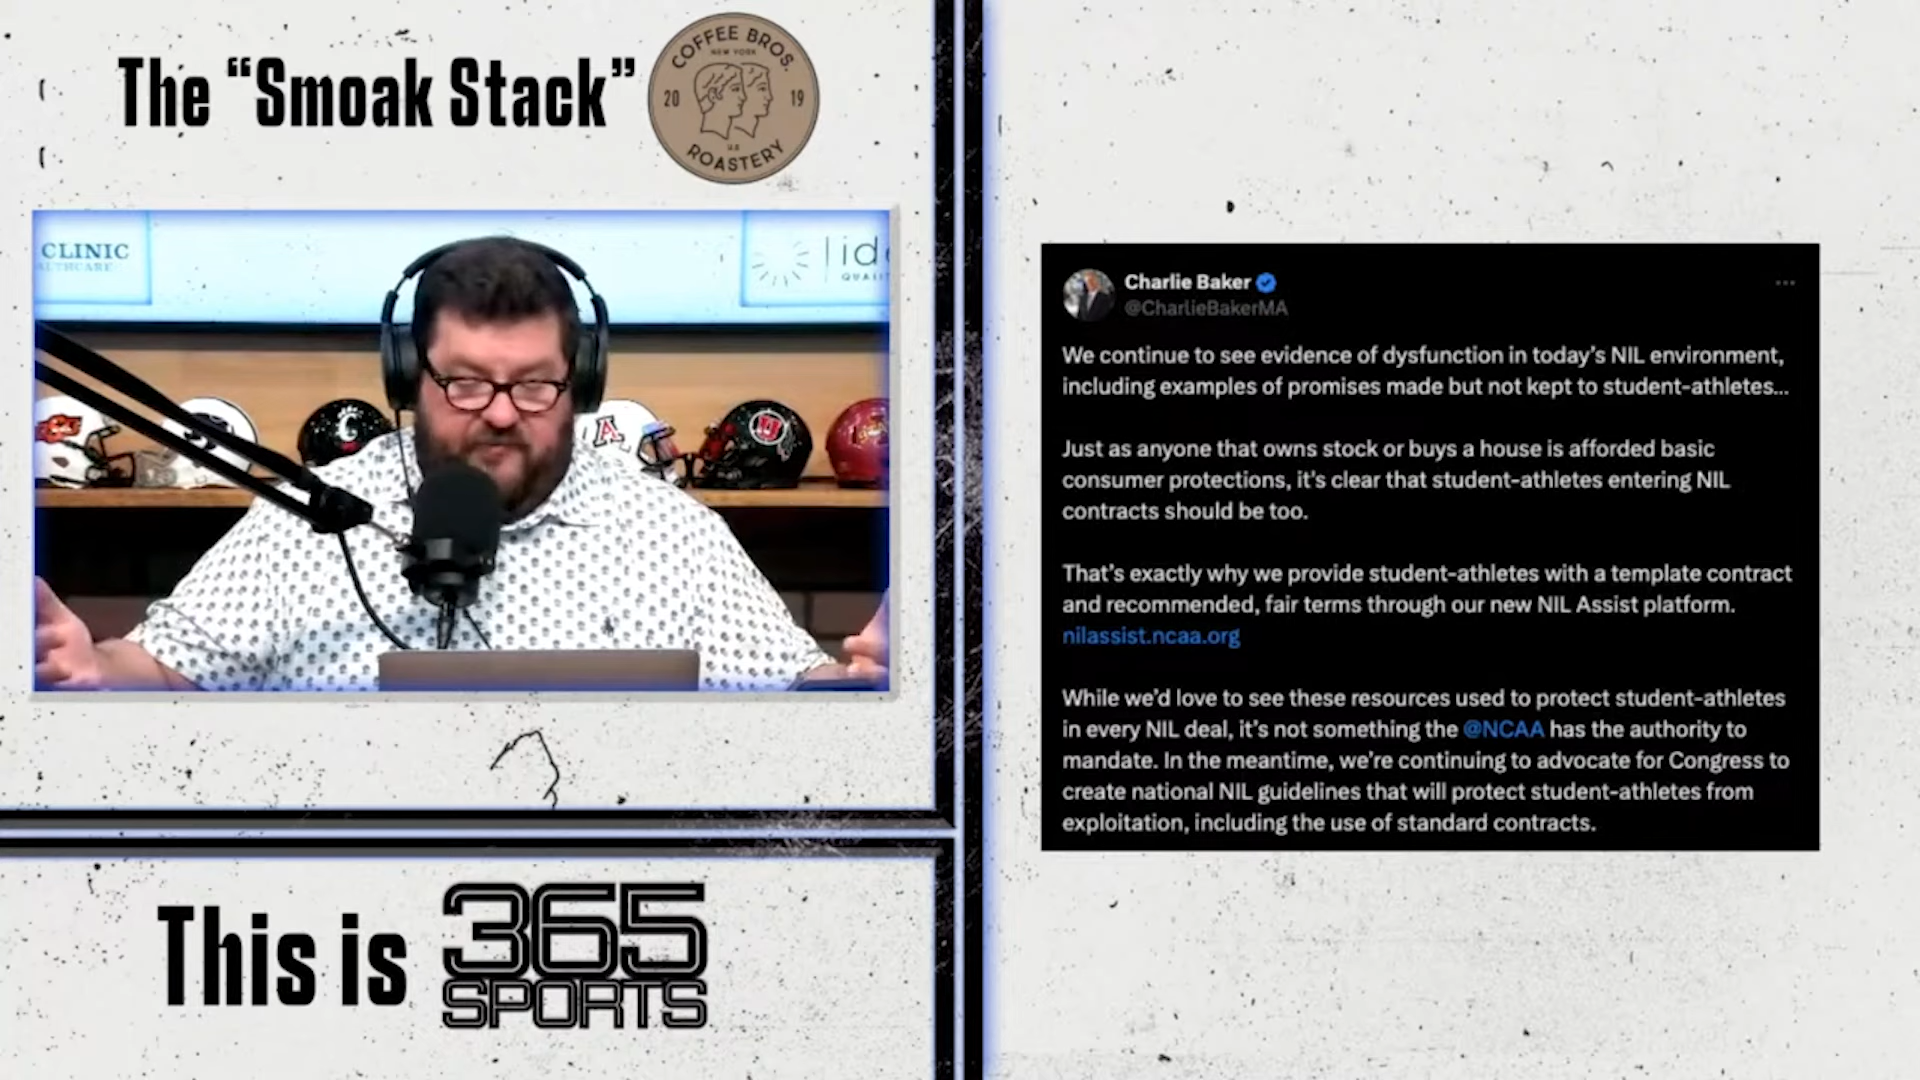 The “Smoak Stack”
COFFEE BROS.
NEW YORK
20 19
U.S
ROASTERY
CLINIC
QUALI
This is 365
SPORTS
Charlie Baker
@CharlieBakerMA
We continue to see evidence of dysfunction in today’s NIL environment,
including examples of promises made but not kept to student-athletes...
Just as anyone that owns stock or buys a house is afforded basic
consumer protections, it’s clear that student-athletes entering NIL
contracts should be too.
That’s exactly why we provide student-athletes with a template contract
and recommended, fair terms through our new NIL Assist platform.
nilassist.ncaa.org
While we’d love to see these resources used to protect student-athletes
in every NIL deal, it’s not something the @NCAA has the authority to
mandate. In the meantime, we’re continuing to advocate for Congress to
create national NIL guidelines that will protect student-athletes from
exploitation, including the use of standard contracts.